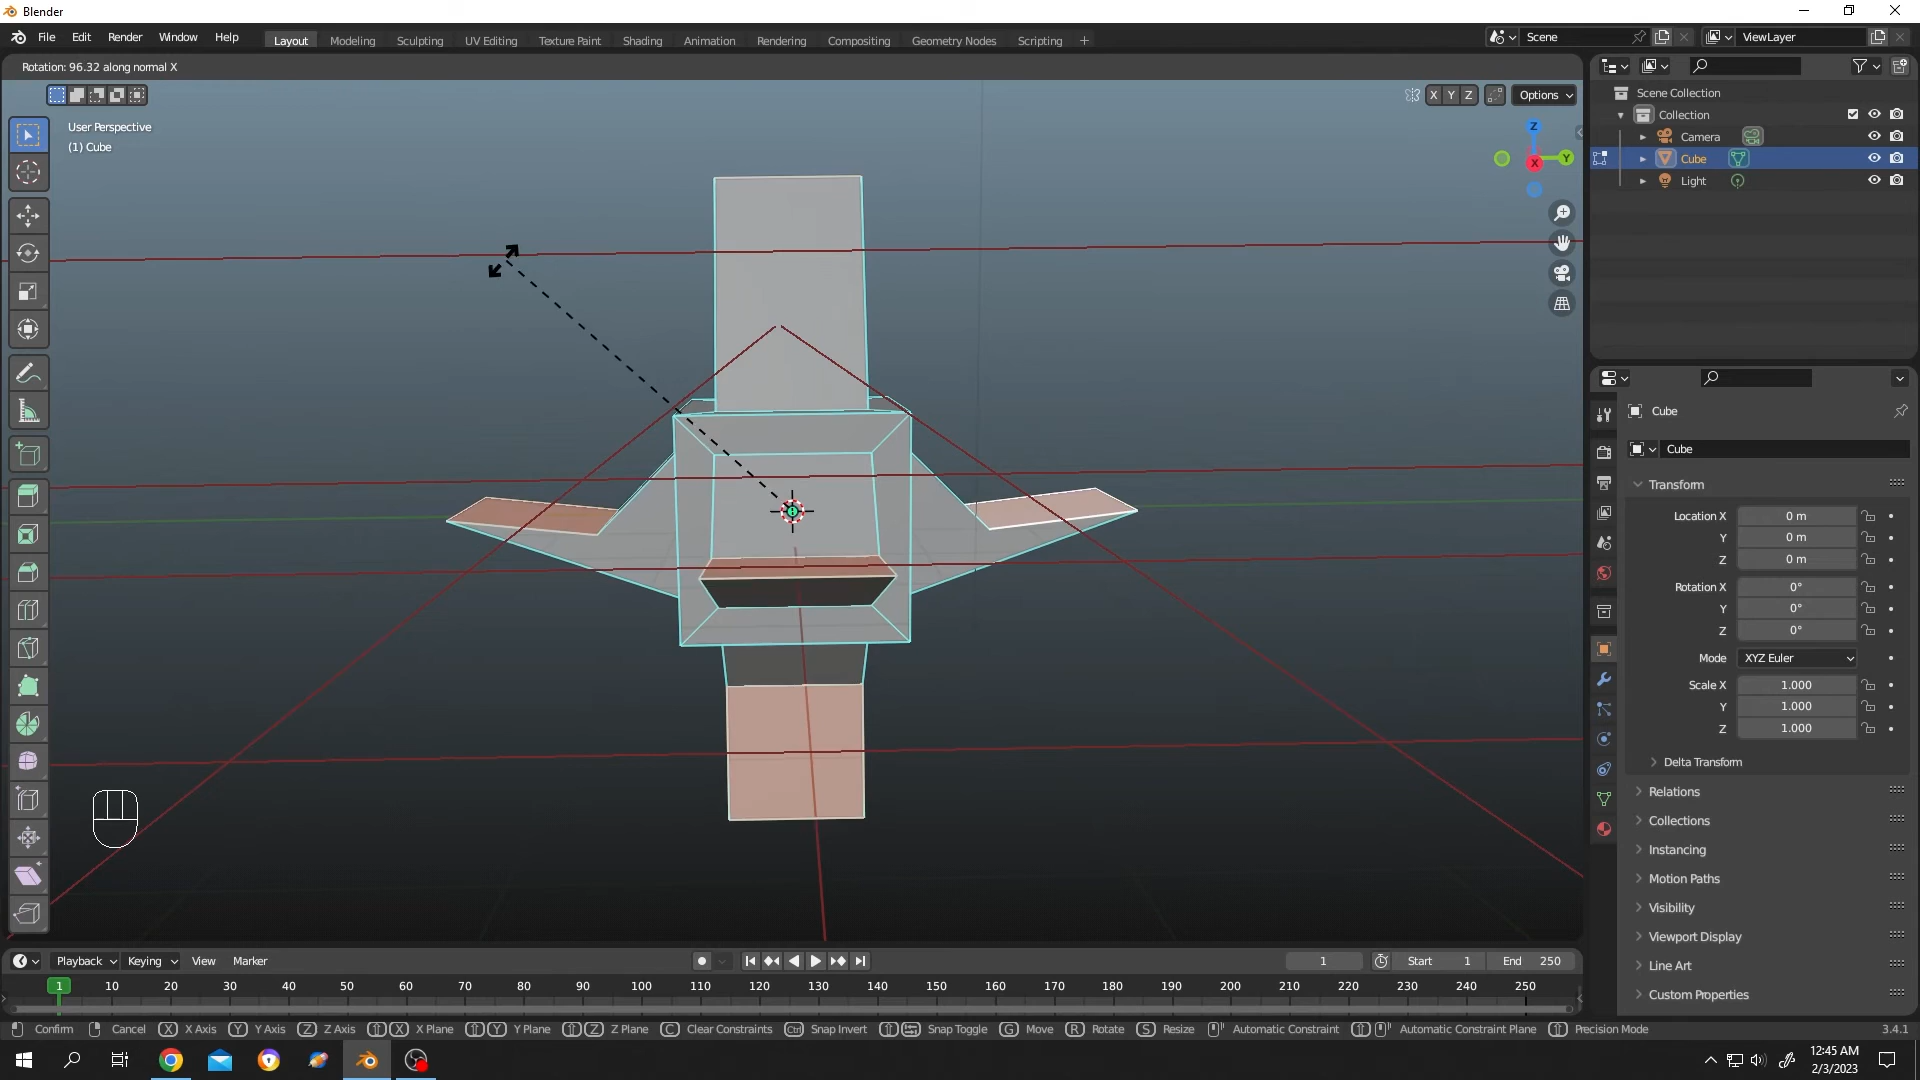 Blender
File Edit Render Window Help
Layout Modeling Sculpting UV Editing Texture Paint Shading Animation Rendering Compositing Geometry Nodes Scripting +
Scene
ViewLayer
Rotation: 96.32 along normal X
X Y Z
Options
User Perspective
(1) Cube
Z
Y
X
Scene Collection
Collection
Camera
Cube
Light
Cube
Cube
Transform
Location X 0 m
Y 0 m
Z 0 m
Rotation X 0°
Y 0°
Z 0°
Mode XYZ Euler
Scale X 1.000
Y 1.000
Z 1.000
Delta Transform
Relations
Collections
Instancing
Motion Paths
Visibility
Viewport Display
Line Art
Custom Properties
Playback Keying View Marker
1 Start 1 End 250
1 10 20 30 40 50 60 70 80 90 100 110 120 130 140 150 160 170 180 190 200 210 220 230 240 250
Confirm Cancel X X Axis Y Y Axis Z Z Axis X X Plane Y Y Plane Z Z Plane C Clear Constraints Ctrl Snap Invert Snap Toggle G Move R Rotate S Resize Automatic Constraint Automatic Constraint Plane Precision Mode 3.4.1
12:45 AM
2/3/2023